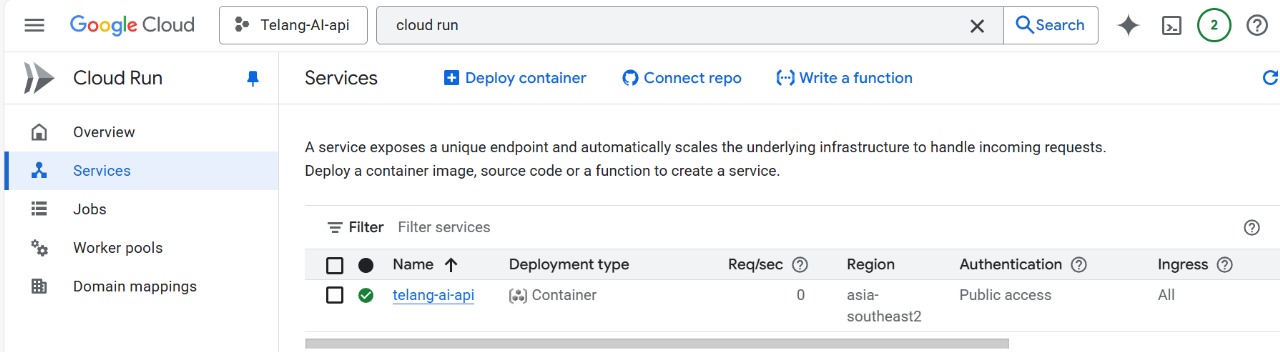 Google Cloud
Telang-AI-api
cloud run
Search
2
Cloud Run
Services
Deploy container
Connect repo
Write a function
Overview
Services
Jobs
Worker pools
Domain mappings
A service exposes a unique endpoint and automatically scales the underlying infrastructure to handle incoming requests.
Deploy a container image, source code or a function to create a service.
Filter Filter services
Name Deployment type Req/sec Region Authentication Ingress
telang-ai-api Container 0 asia-
southeast2 Public access All